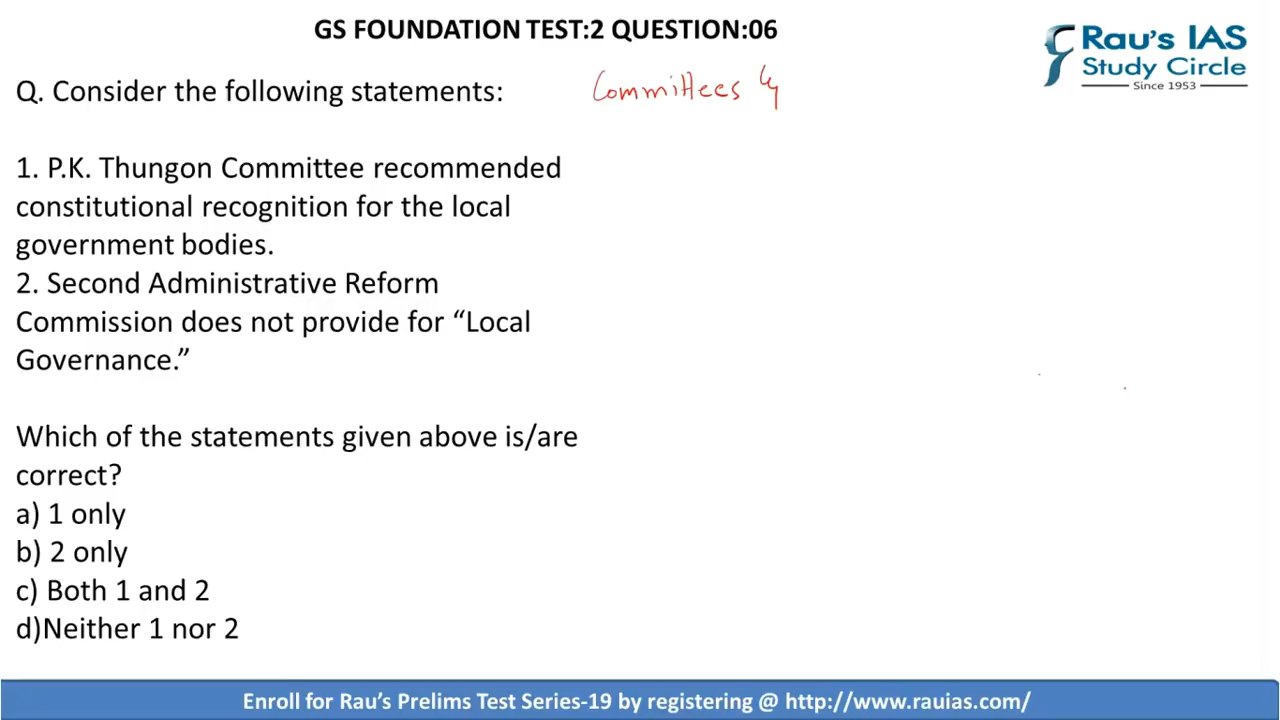 GS FOUNDATION TEST:2 QUESTION:06
Rau's IAS
Study Circle
Since 1953
Q. Consider the following statements:
Committees
1. P.K. Thungon Committee recommended
constitutional recognition for the local
government bodies.
2. Second Administrative Reform
Commission does not provide for “Local
Governance.”
Which of the statements given above is/are
correct?
a) 1 only
b) 2 only
c) Both 1 and 2
d)Neither 1 nor 2
Enroll for Rau’s Prelims Test Series-19 by registering @ http://www.rauias.com/